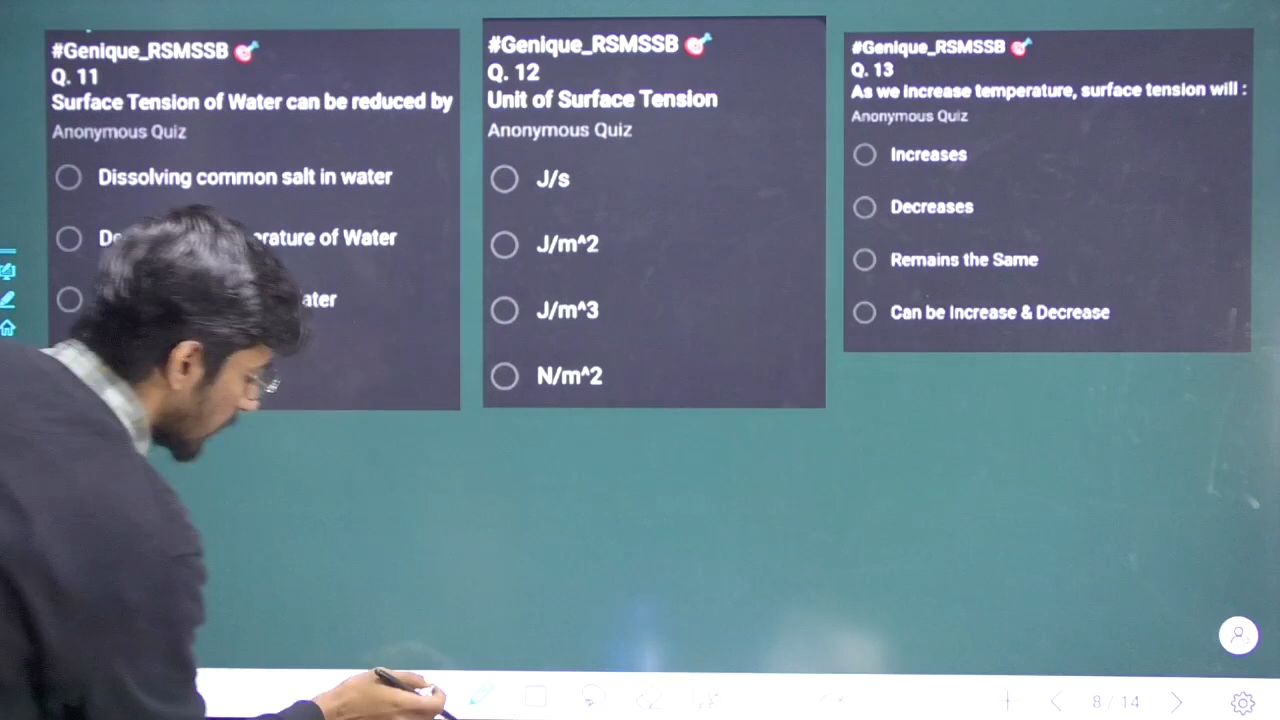 #Genique_RSMSSB 🎯
Q. 11
Surface Tension of Water can be reduced by
Anonymous Quiz
Dissolving common salt in water
of Water
#Genique_RSMSSB 🎯
Q. 12
Unit of Surface Tension
Anonymous Quiz
J/s
J/m^2
J/m^3
N/m^2
#Genique_RSMSSB 🎯
Q. 13
As we increase temperature, surface tension will :
Anonymous Quiz
Increases
Decreases
Remains the Same
Can be Increase & Decrease
8 / 14